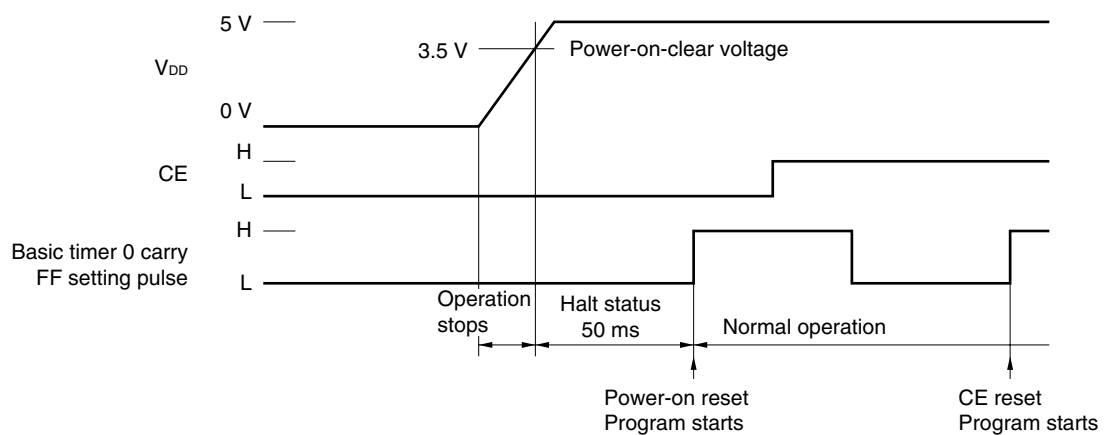 5 V
3.5 V
Power-on-clear voltage
VDD
0 V
H
CE
L
H
Basic timer 0 carry
FF setting pulse
L
Operation
stops
Halt status
50 ms
Normal operation
Power-on reset
Program starts
CE reset
Program starts